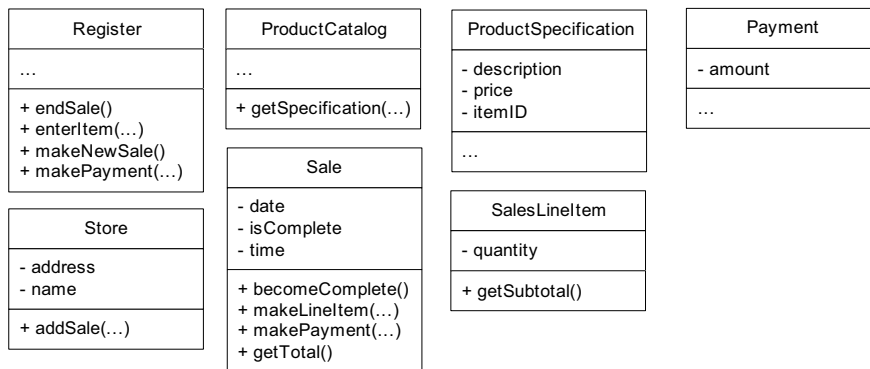 Register
…
+ endSale()
+ enterItem(…)
+ makeNewSale()
+ makePayment(…)
ProductCatalog
…
+ getSpecification(…)
ProductSpecification
- description
- price
- itemID
…
Payment
- amount
…
Store
- address
- name
+ addSale(…)
Sale
- date
- isComplete
- time
+ becomeComplete()
+ makeLineItem(…)
+ makePayment(…)
+ getTotal()
SalesLineItem
- quantity
+ getSubtotal()